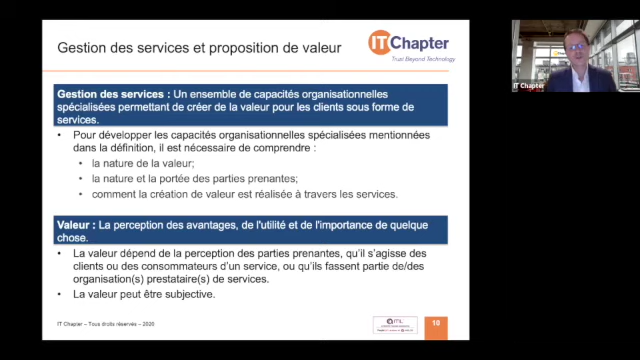 Gestion des services et proposition de valeur
ITChapter
Trust Beyond Technology
IT Chapter
Gestion des services : Un ensemble de capacités organisationnelles
spécialisées permettant de créer de la valeur pour les clients sous forme de
services.
• Pour développer les capacités organisationnelles spécialisées mentionnées
dans la définition, il est nécessaire de comprendre :
• la nature de la valeur;
• la nature et la portée des parties prenantes;
• comment la création de valeur est réalisée à travers les services.
Valeur : La perception des avantages, de l'utilité et de l'importance de quelque
chose.
• La valeur dépend de la perception des parties prenantes, qu'il s'agisse des
clients ou des consommateurs d'un service, ou qu'ils fassent partie de/des
organisation(s) prestataire(s) de services.
• La valeur peut être subjective.
IT Chapter – Tous droits réservés – 2020
10